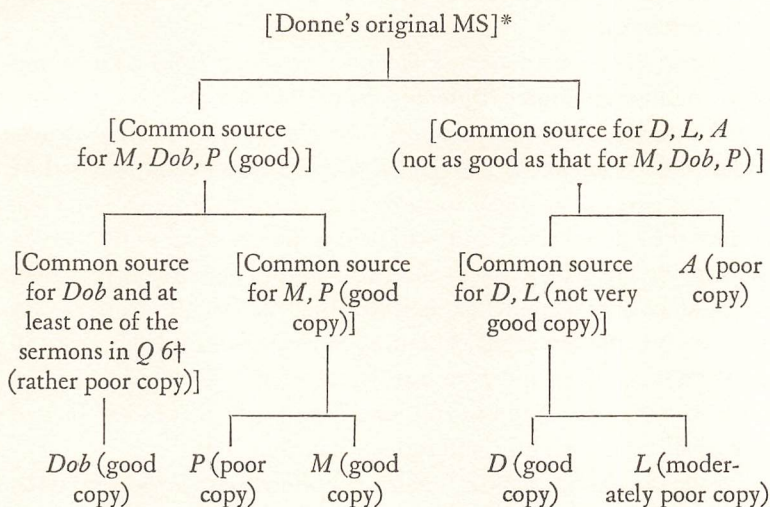 [Donne's original MS]*
[Common source
for M, Dob, P (good)]
[Common source for D, L, A
(not as good as that for M, Dob, P)]
[Common source
for Dob and at
least one of the
sermons in Q 6†
(rather poor copy)]
[Common source
for M, P (good
copy)]
[Common source
for D, L (not very
good copy)]
A (poor
copy)
Dob (good
copy)
P (poor
copy)
M (good
copy)
D (good
copy)
L (moder-
ately poor copy)